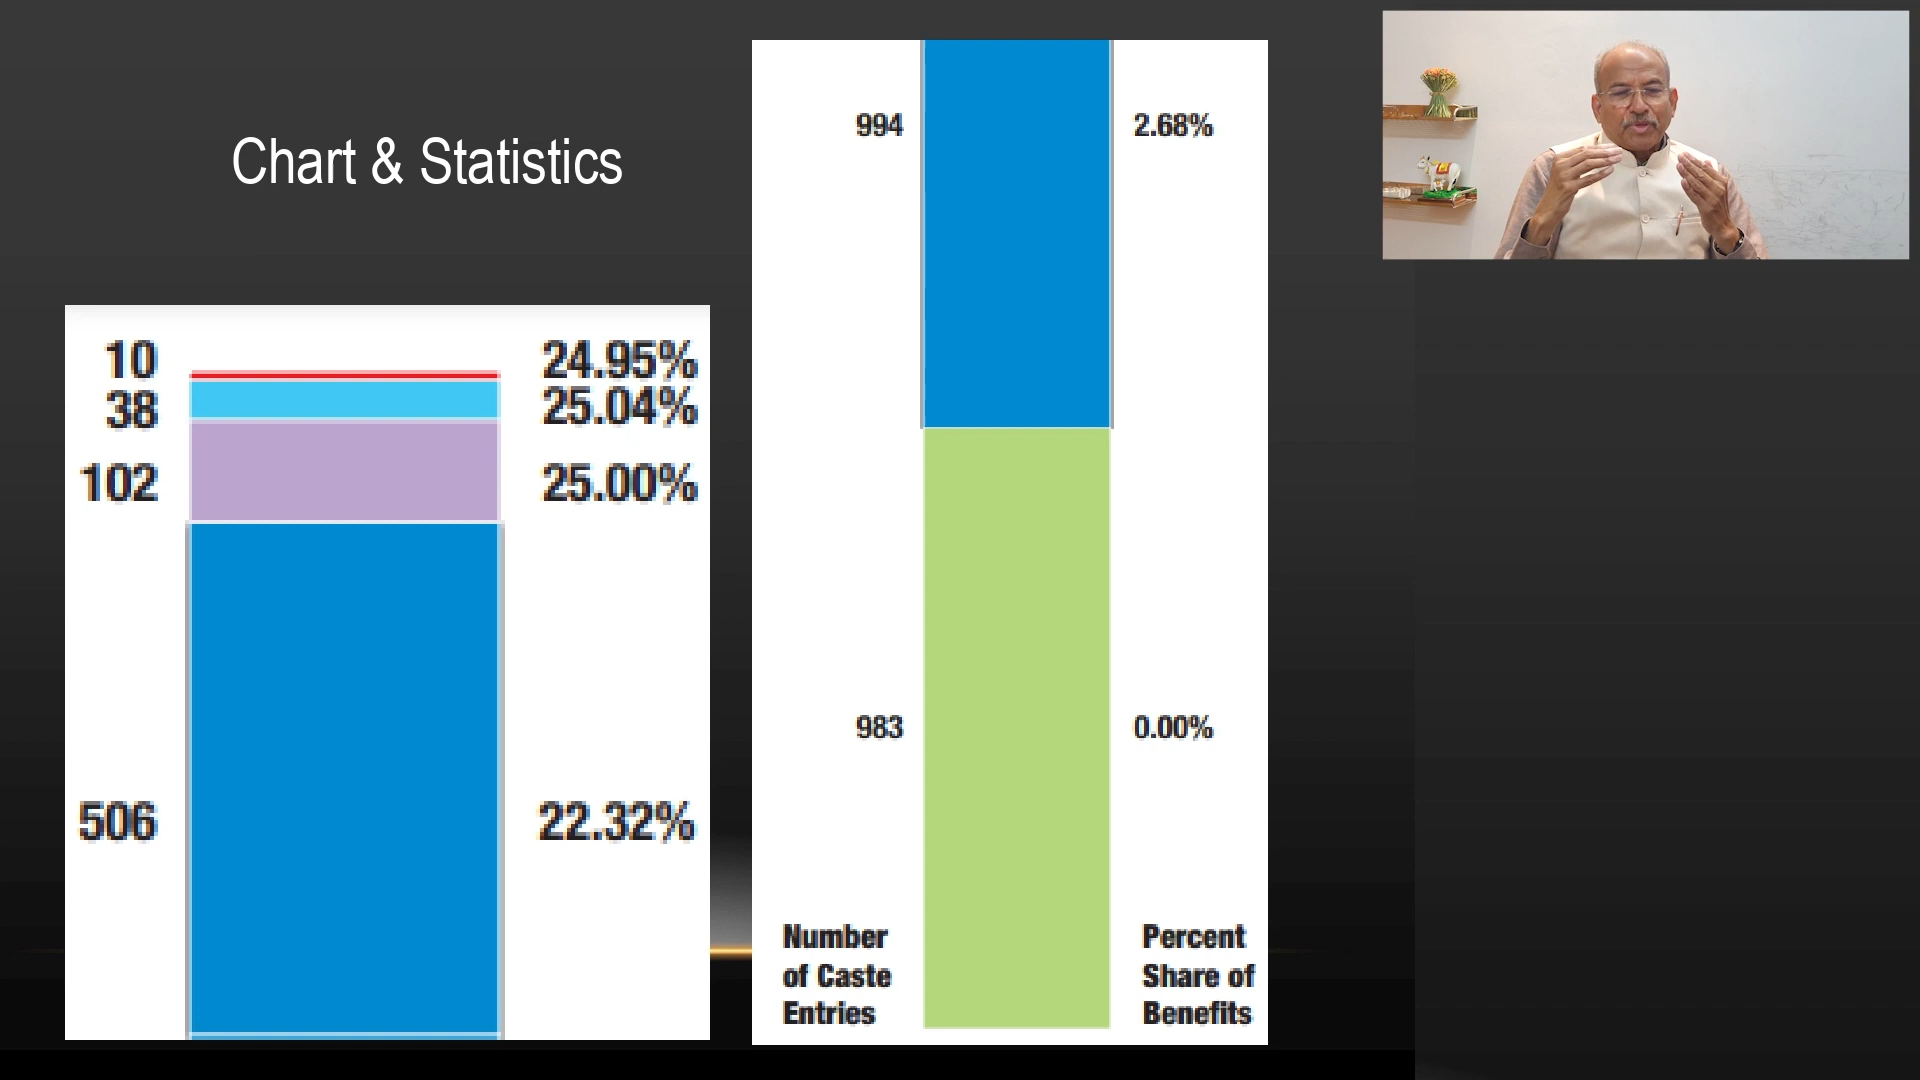 Chart & Statistics
10 24.95%
38 25.04%
102 25.00%
506 22.32%
994 2.68%
983 0.00%
Number
of Caste
Entries
Percent
Share of
Benefits